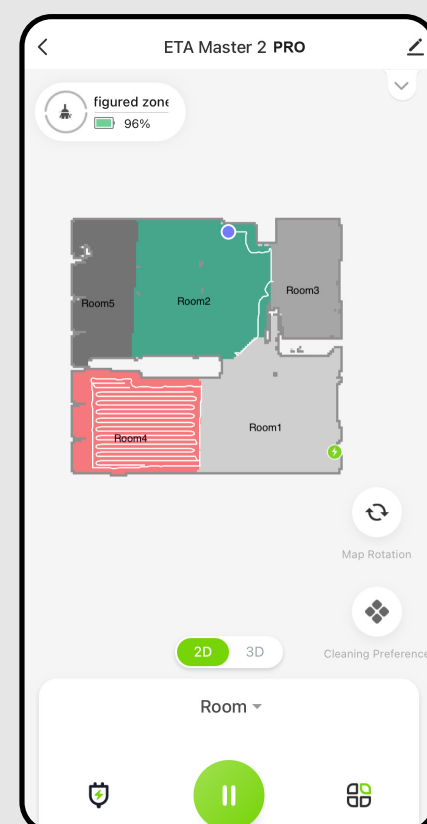 ETA Master 2 PRO
figured zone
96%
Room5
Room2
Room3
Room4
Room1
Map Rotation
2D 3D
Cleaning Preference
Room